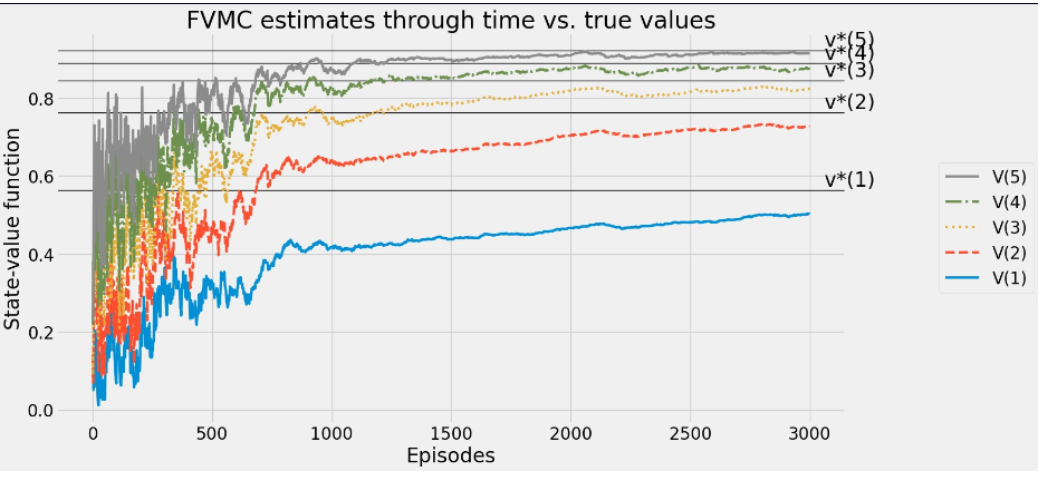 FVMC estimates through time vs. true values
v*(5)
v*(4)
v*(3)
v*(2)
v*(1)
State-value function
0.8
0.6
0.4
0.2
0.0
0 500 1000 1500 2000 2500 3000
Episodes
V(5)
V(4)
V(3)
V(2)
V(1)